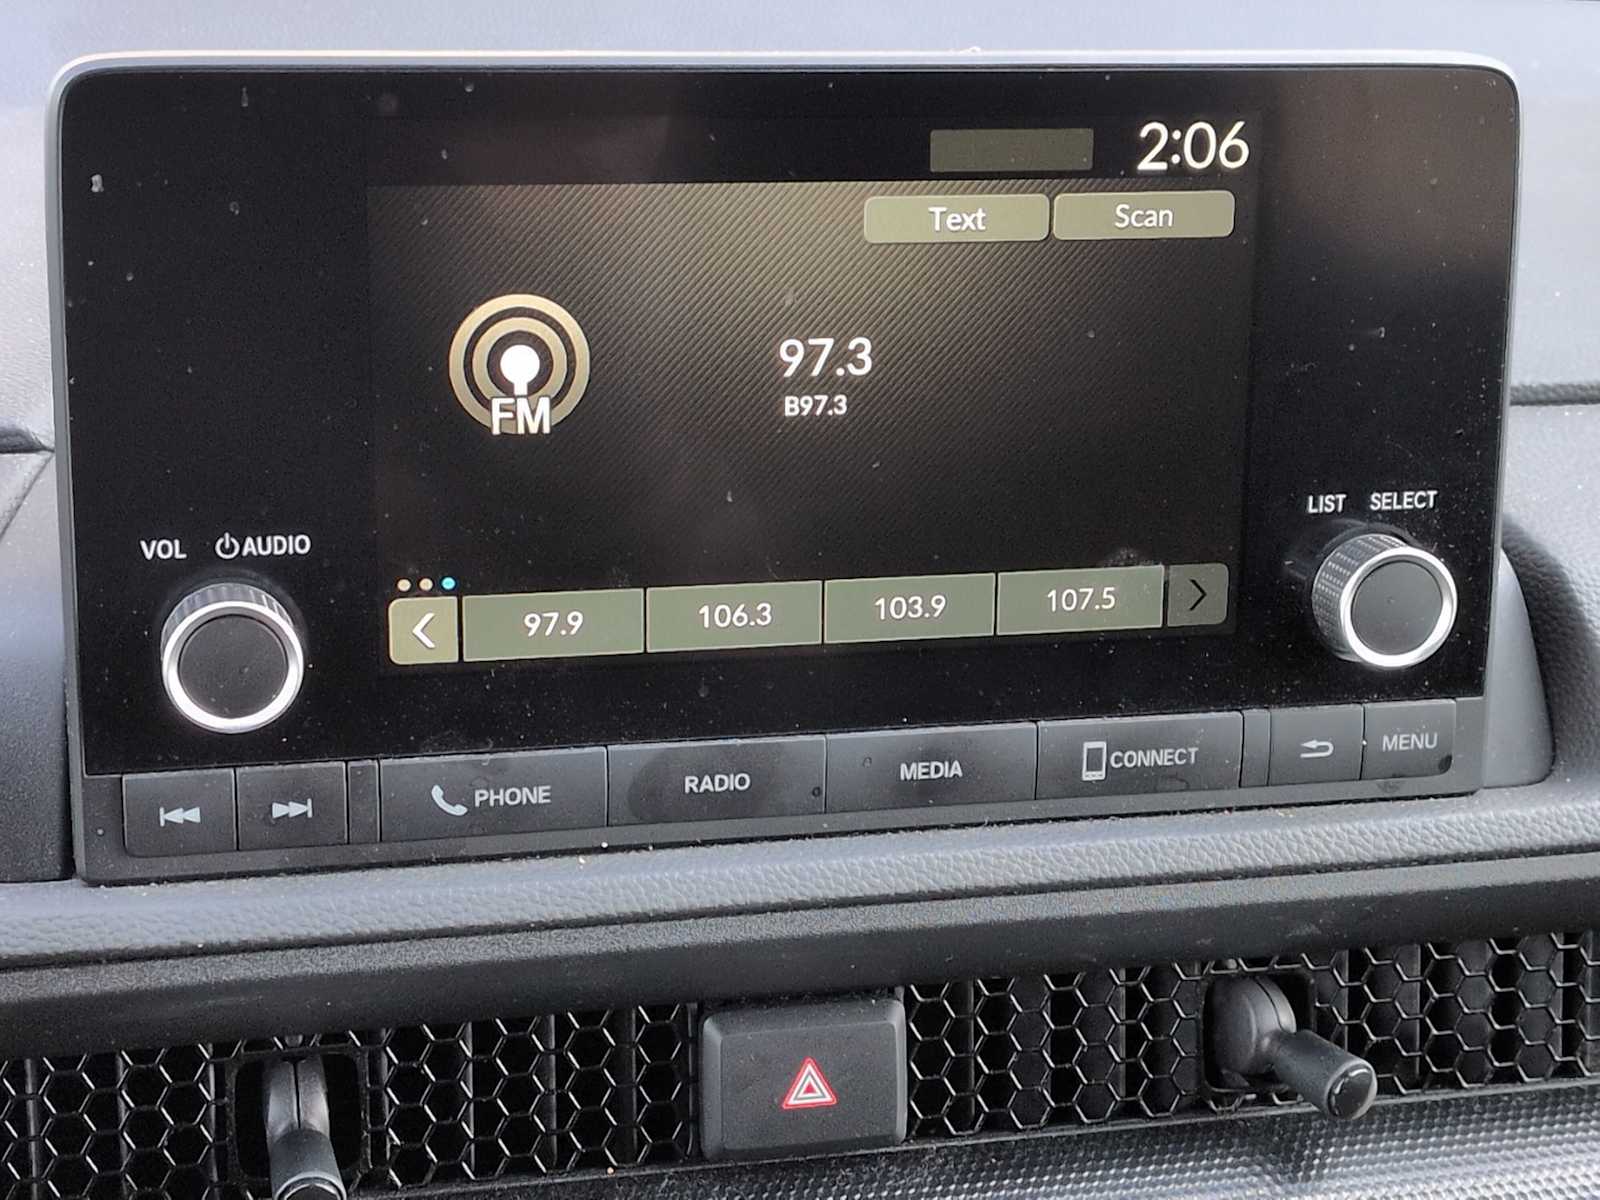 2:06
Text Scan
97.3
B97.3
FM
LIST SELECT
VOL AUDIO
97.9 106.3 103.9 107.5
PHONE RADIO MEDIA CONNECT MENU